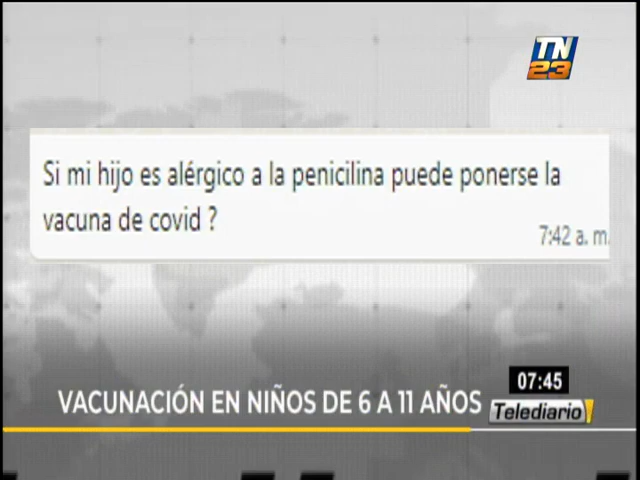 TN
23
Si mi hijo es alérgico a la penicilina puede ponerse la
vacuna de covid ?
7:42 a. m.
07:45
VACUNACIÓN EN NIÑOS DE 6 A 11 AÑOS
Telediario